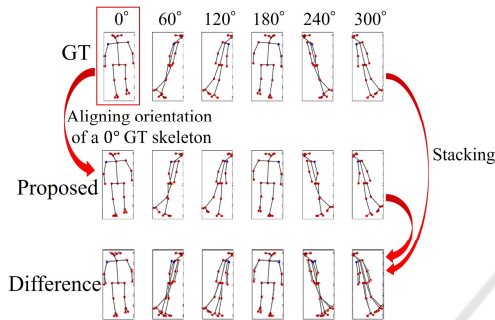 0° 60° 120° 180° 240° 300°
GT
Aligning orientation
of a 0° GT skeleton
Stacking
Proposed
Difference